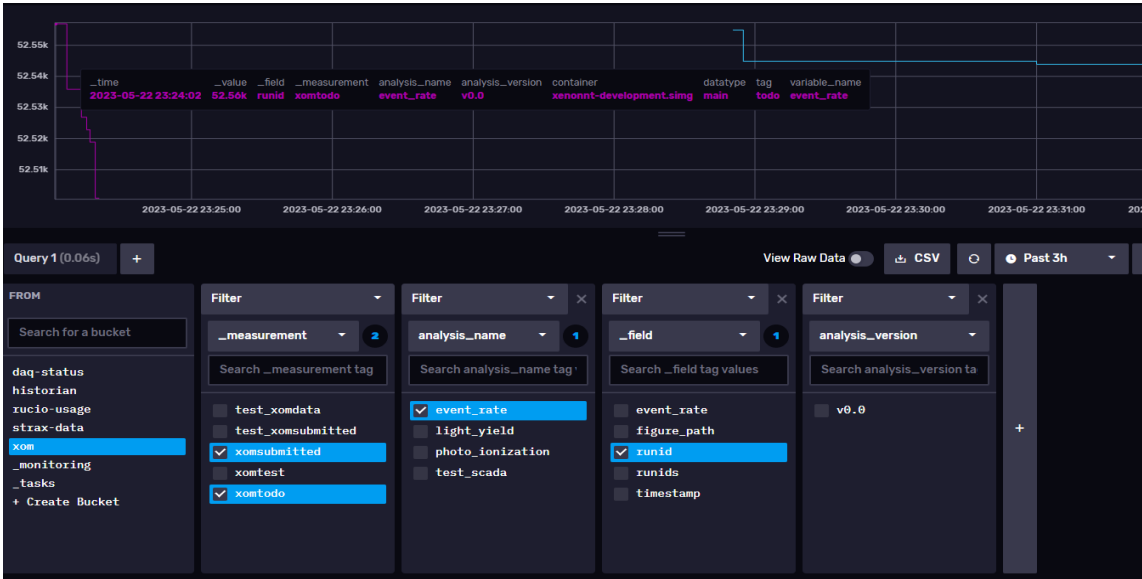 52.55k
52.54k
_time _value _field _measurement analysis_name analysis_version container datatype tag variable_name
2023-05-22 23:24:02 52.56k runid xomtodo event_rate v0.0 xenonnt-development.simg main todo event_rate
52.53k
52.52k
52.51k
2023-05-22 23:25:00 2023-05-22 23:26:00 2023-05-22 23:27:00 2023-05-22 23:28:00 2023-05-22 23:29:00 2023-05-22 23:30:00 2023-05-22 23:31:00 202
Query 1 (0.06s) + View Raw Data CSV Past 3h
FROM
Search for a bucket
daq-status
historian
rucio-usage
strax-data
xom
_monitoring
_tasks
+ Create Bucket
Filter
_measurement 2
Search _measurement tag
test_xomdata
test_xomsubmitted
xomsubmitted
xomtest
xomtodo
Filter
analysis_name 1
Search analysis_name tag v
event_rate
light_yield
photo_ionization
test_scada
Filter
_field 1
Search _field tag values
event_rate
figure_path
runid
runids
timestamp
Filter
analysis_version
Search analysis_version ta
v0.0
+